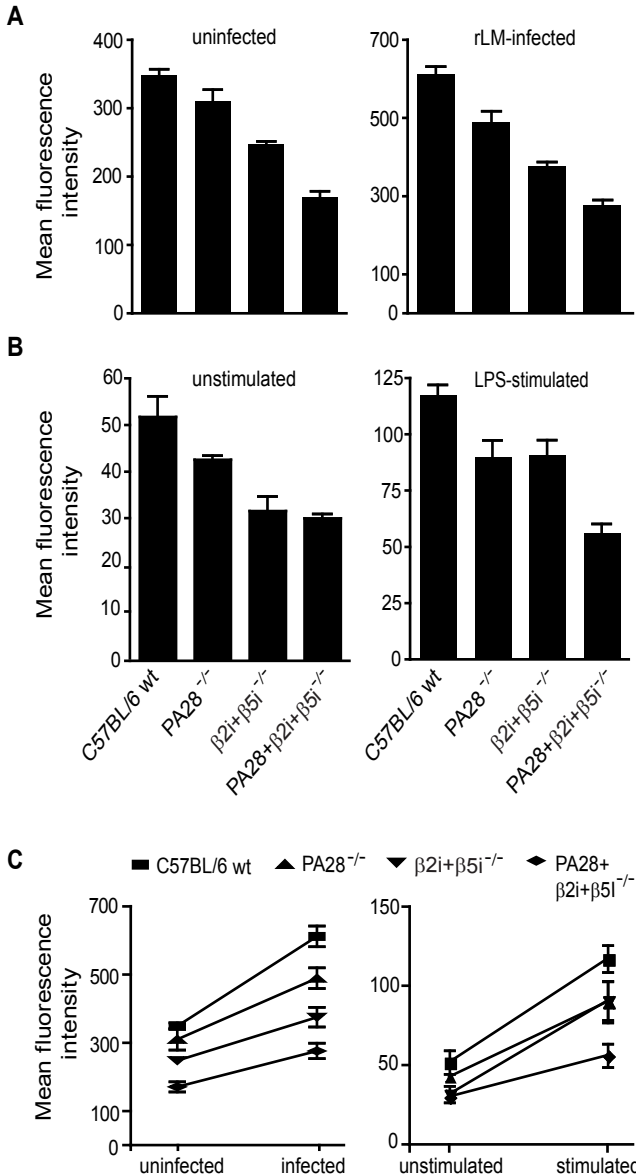 A
uninfected
rLM-infected
Mean fluorescence
intensity
400
300
200
100
0
700
500
300
100
0
B
unstimulated
LPS-stimulated
Mean fluorescence
intensity
60
50
40
30
20
10
0
125
100
75
50
25
0
C57BL/6 wt
PA28-/-
β2i+β5i-/-
PA28+β2i+β5i-/-
C57BL/6 wt
PA28-/-
β2i+β5i-/-
PA28+β2i+β5i-/-
C
C57BL/6 wt
PA28-/-
β2i+β5i-/-
PA28+
β2i+β5I-/-
Mean fluorescence
intensity
700
500
300
100
0
uninfected
infected
150
100
50
0
unstimulated
stimulated